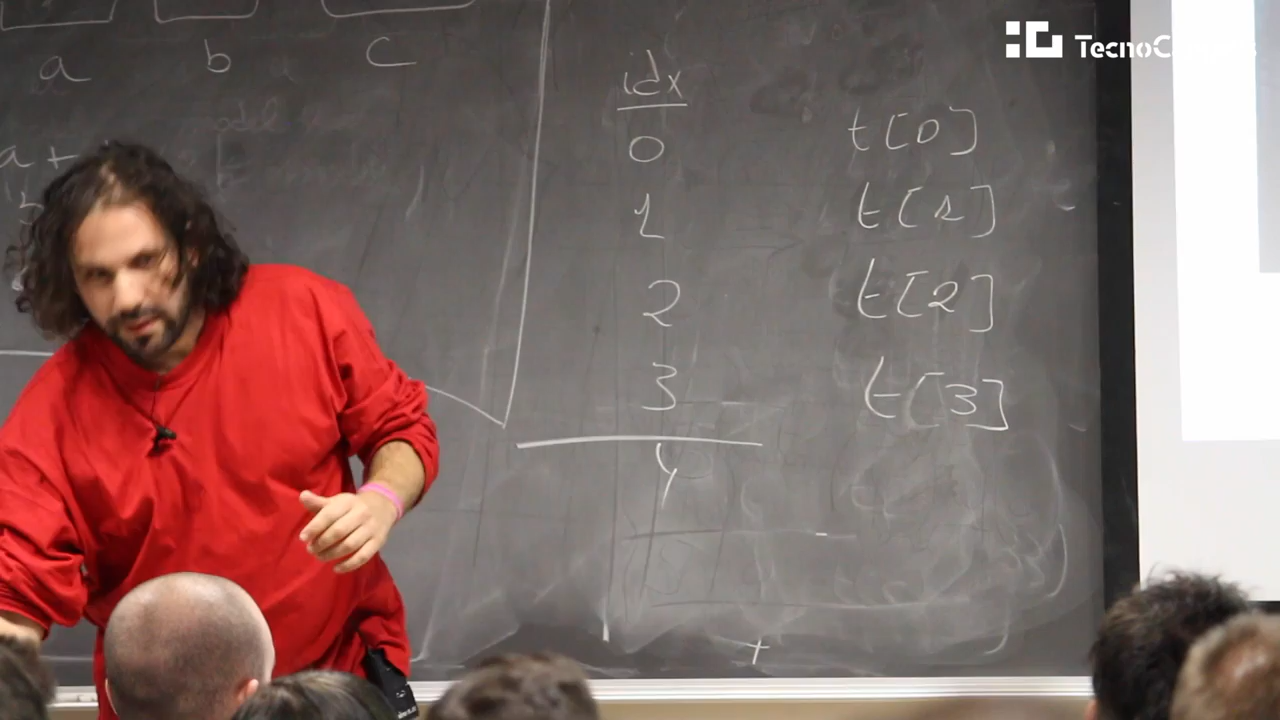 a b c
a +
idx
0 t[0]
1 t[1]
2 t[2]
3 t[3]
4
+